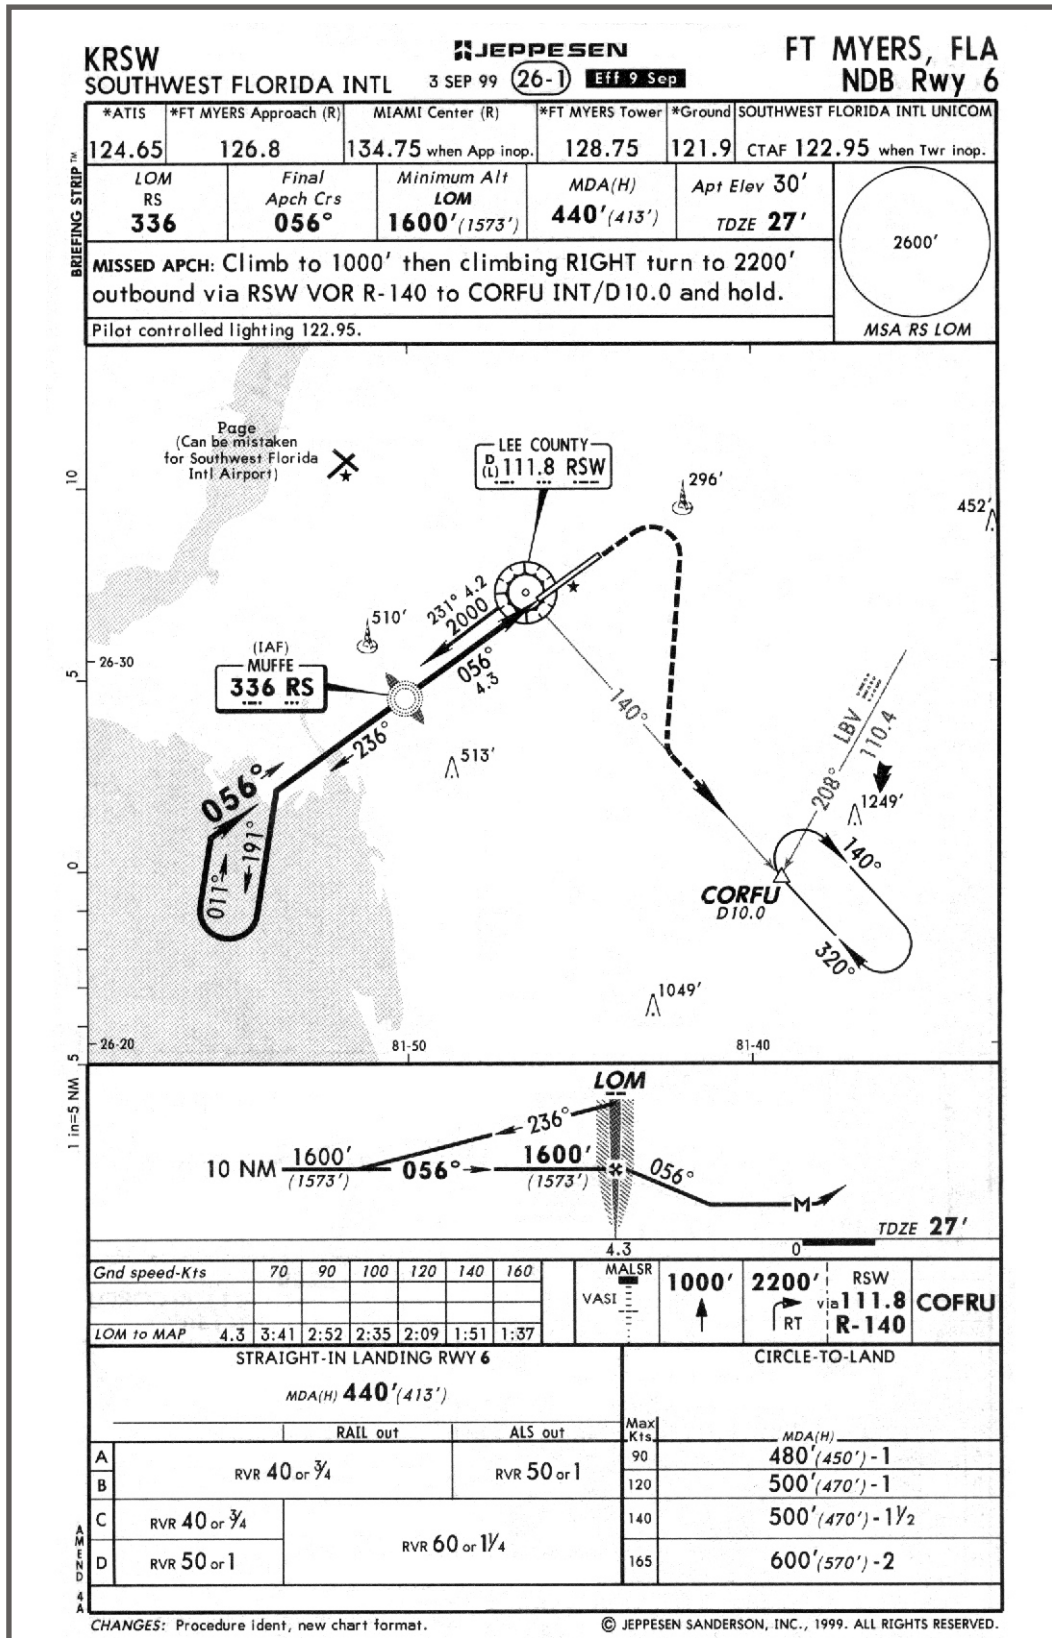 KRSW
SOUTHWEST FLORIDA INTL
JEPPESEN
3 SEP 99 26-1 Eff 9 Sep
FT MYERS, FLA
NDB Rwy 6
BRIEFING STRIP™
*ATIS
124.65
*FT MYERS Approach (R)
126.8
MIAMI Center (R)
134.75 when App inop.
*FT MYERS Tower
128.75
*Ground
121.9
SOUTHWEST FLORIDA INTL UNICOM
CTAF 122.95 when Twr inop.
LOM
RS
336
Final
Apch Crs
056°
Minimum Alt
LOM
1600'(1573')
MDA(H)
440'(413')
Apt Elev 30'
TDZE 27'
2600'
MSA RS LOM
MISSED APCH: Climb to 1000' then climbing RIGHT turn to 2200'
outbound via RSW VOR R-140 to CORFU INT/D10.0 and hold.
Pilot controlled lighting 122.95.
Page
(Can be mistaken
for Southwest Florida
Intl Airport)
LEE COUNTY
D
(L) 111.8 RSW
296'
452'
10
5
0
5
1 in=5 NM
26-30
26-20
81-50
81-40
510'
231° 4.2
2000
056°
4.3
(IAF)
MUFFE
336 RS
236°
513'
140°
LBV
110.4
208°
1249'
056°
191°
011°
140°
CORFU
D10.0
320°
1049'
LOM
236°
10 NM
1600'
(1573')
056°
1600'
(1573')
056°
M
TDZE 27'
4.3
0
Gnd speed-Kts 70 90 100 120 140 160
LOM to MAP 4.3 3:41 2:52 2:35 2:09 1:51 1:37
MALSR
VASI
1000'
2200'
RT
via
RSW
111.8
R-140
COFRU
STRAIGHT-IN LANDING RWY 6
MDA(H) 440'(413')
RAIL out
ALS out
A
B
RVR 40 or ¾
RVR 50 or 1
C
RVR 40 or ¾
RVR 60 or 1¼
D
RVR 50 or 1
CIRCLE-TO-LAND
Max
Kts.
MDA(H)
90 480'(450')-1
120 500'(470')-1
140 500'(470')-1½
165 600'(570')-2
AMEND 4A
CHANGES: Procedure ident, new chart format.
© JEPPESEN SANDERSON, INC., 1999. ALL RIGHTS RESERVED.